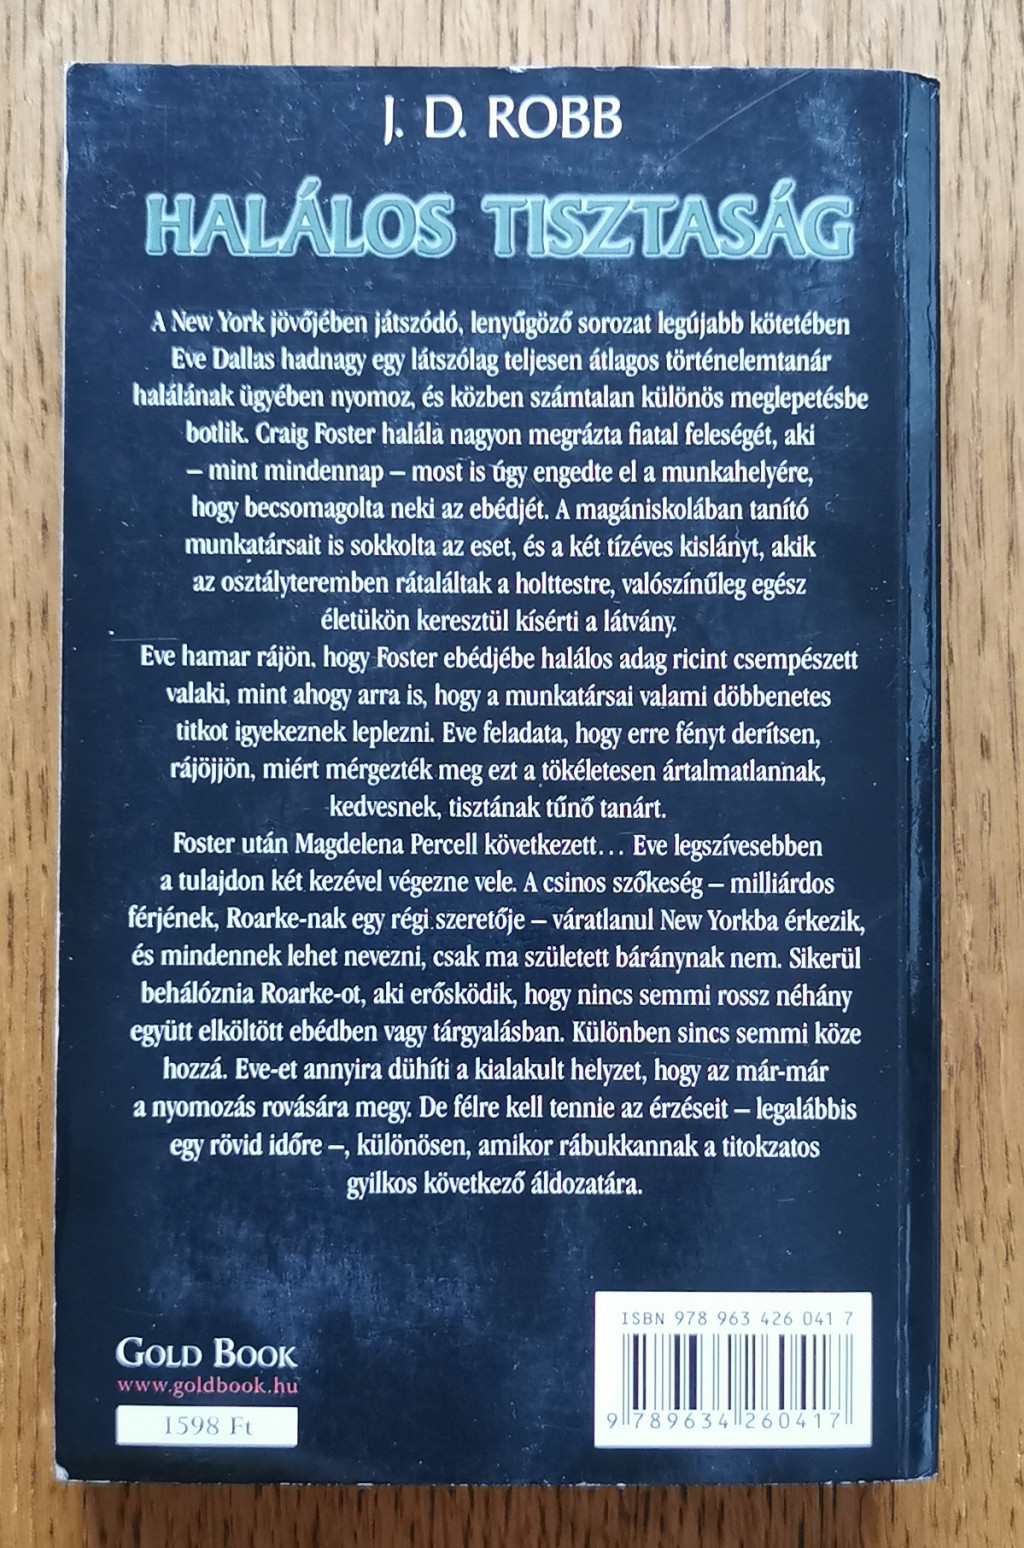 J. D. ROBB
HALÁLOS TISZTASÁG
A New York jövőjében játszódó, lenyűgöző sorozat legújabb kötetében
Eve Dallas hadnagy egy látszólag teljesen átlagos történelemtanár
halálának ügyében nyomoz, és közben számtalan különös meglepetésbe
botlik. Craig Foster halála nagyon megrázta fiatal feleségét, aki
– mint mindennap – most is úgy engedte el a munkahelyére,
hogy becsomagolta neki az ebédjét. A magániskolában tanító
munkatársait is sokkolta az eset, és a két tízéves kislányt, akik
az osztályteremben rátaláltak a holttestre, valószínűleg egész
életükön keresztül kísérti a látvány.
Eve hamar rájön, hogy Foster ebédjébe halálos adag ricint csempészett
valaki, mint ahogy arra is, hogy a munkatársai valami döbbenetes
titkot igyekeznek leplezni. Eve feladata, hogy erre fényt derítsen,
rájöjjön, miért mérgezték meg ezt a tökéletesen ártalmatlannak,
kedvesnek, tisztának tűnő tanárt.
Foster után Magdelena Percell következett… Eve legszívesebben
a tulajdon két kezével végezne vele. A csinos szőkeség – milliárdos
férjének, Roarke-nak egy régi szeretője – váratlanul New Yorkba érkezik,
és mindennek lehet nevezni, csak ma született báránynak nem. Sikerül
behálóznia Roarke-ot, aki erősködik, hogy nincs semmi rossz néhány
együtt elköltött ebédben vagy tárgyalásban. Különben sincs semmi köze
hozzá. Eve-et annyira dühíti a kialakult helyzet, hogy az már-már
a nyomozás rovására megy. De félre kell tennie az érzéseit – legalábbis
egy rövid időre –, különösen, amikor rábukkannak a titokzatos
gyilkos következő áldozatára.
GOLD BOOK
www.goldbook.hu
1598 Ft
ISBN 978 963 426 041 7
9 789634 260417